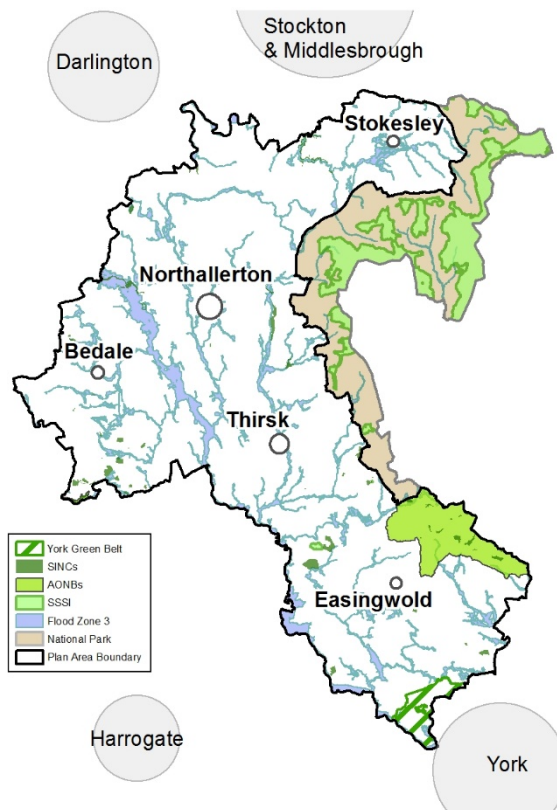 Stockton
& Middlesbrough
Darlington
Stokesley
Northallerton
Bedale
Thirsk
York Green Belt
SINCs
AONBs
SSSI
Flood Zone 3
National Park
Plan Area Boundary
Easingwold
Harrogate
York